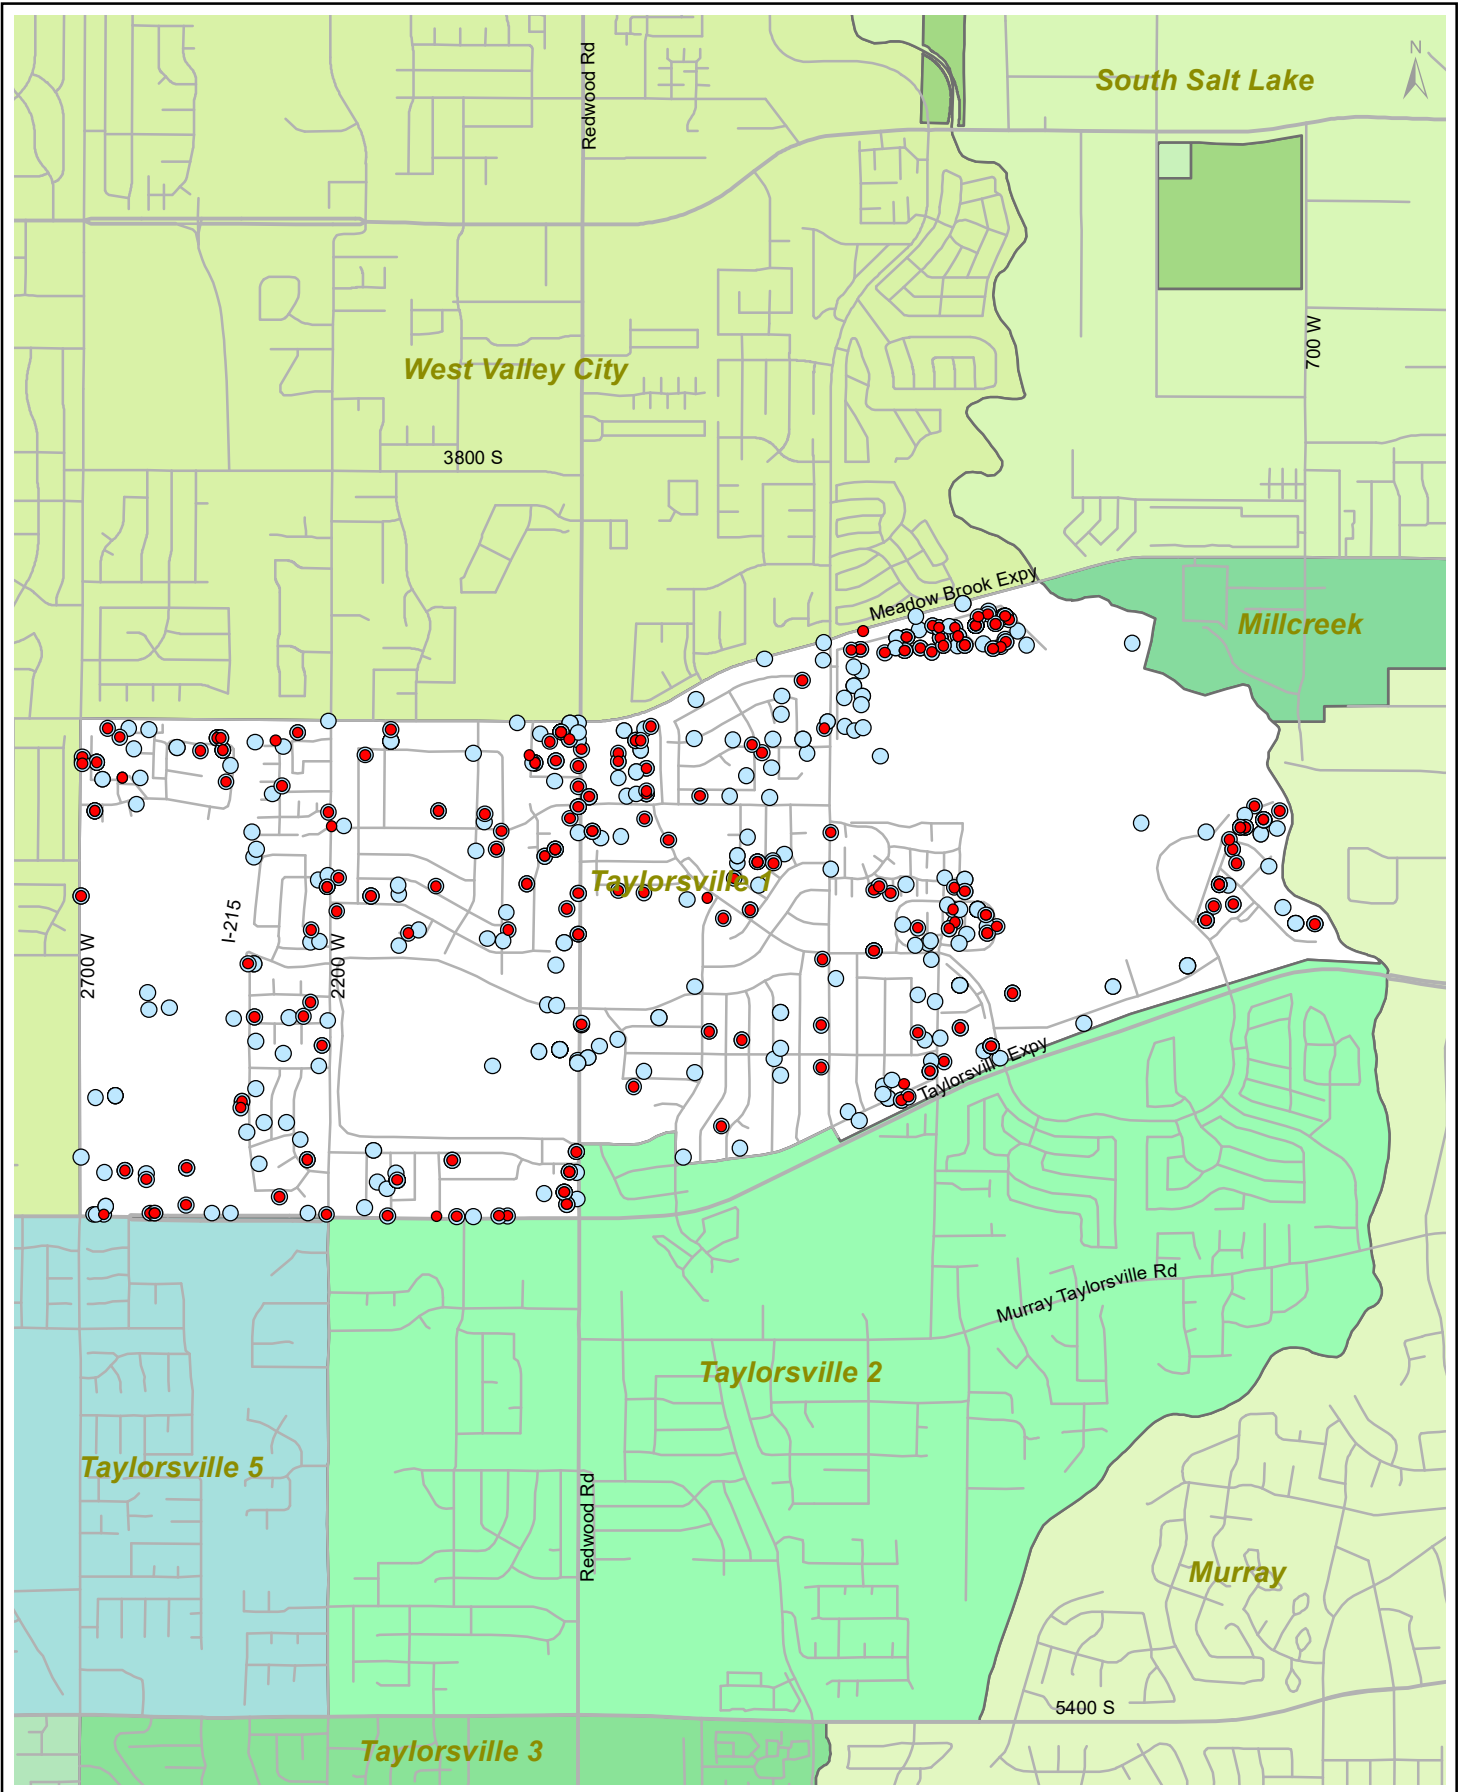 Redwood Rd
South Salt Lake
N
700 W
West Valley City
3800 S
Meadow Brook Expy
Millcreek
Taylorsville 1
I-215
2700 W
2200 W
Taylorsville Expy
Murray Taylorsville Rd
Taylorsville 2
Taylorsville 5
Redwood Rd
Murray
5400 S
Taylorsville 3